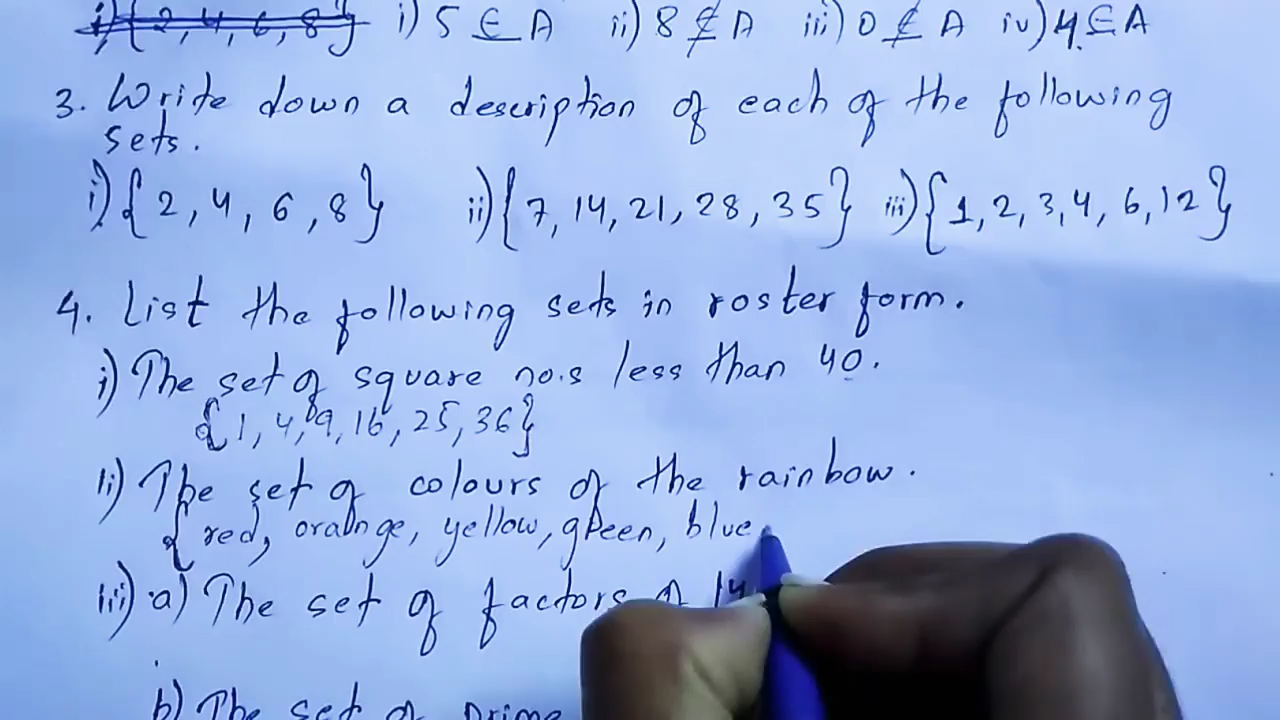 i) {2, 4, 6, 8} i) 5 ∈ A ii) 8 ∉ A iii) 0 ∉ A iv) 4 ∈ A
3. Write down a description of each of the following
sets.
i) {2, 4, 6, 8} ii) {7, 14, 21, 28, 35} iii) {1, 2, 3, 4, 6, 12}
4. List the following sets in roster form.
i) The set of square no.s less than 40.
{1, 4, 9, 16, 25, 36}
ii) The set of colours of the rainbow.
{red, orange, yellow, green, blue
iii) a) The set of factors of 14
b) The set of prime